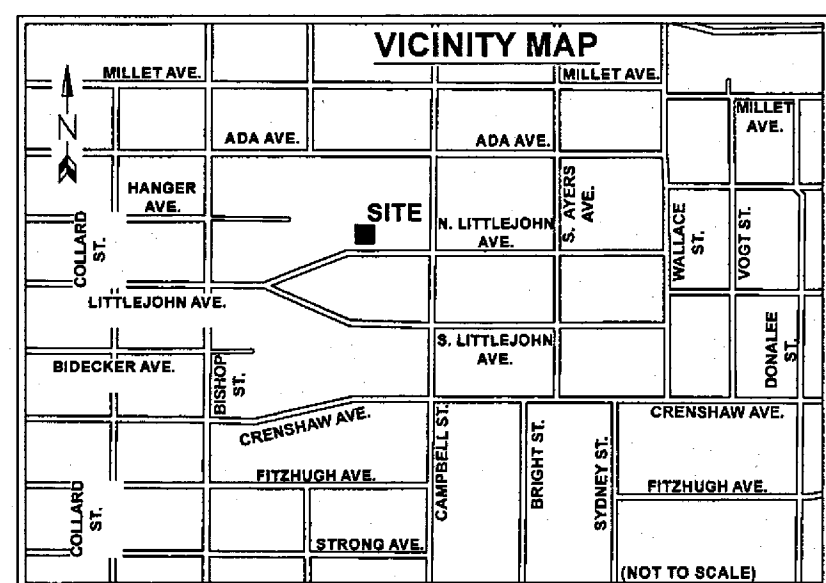 VICINITY MAP
MILLET AVE.
MILLET AVE.
MILLET
AVE.
N
ADA AVE.
ADA AVE.
HANGER
AVE.
SITE
COLLARD
ST.
N. LITTLEJOHN
AVE.
S. AYERS
AVE.
WALLACE
ST.
VOGT ST.
LITTLEJOHN AVE.
S. LITTLEJOHN
AVE.
DONALEE
ST.
BIDECKER AVE.
BISHOP
ST.
CRENSHAW AVE.
CRENSHAW AVE.
CAMPBELL ST.
BRIGHT ST.
SYDNEY ST.
FITZHUGH AVE.
FITZHUGH AVE.
COLLARD
ST.
STRONG AVE.
(NOT TO SCALE)